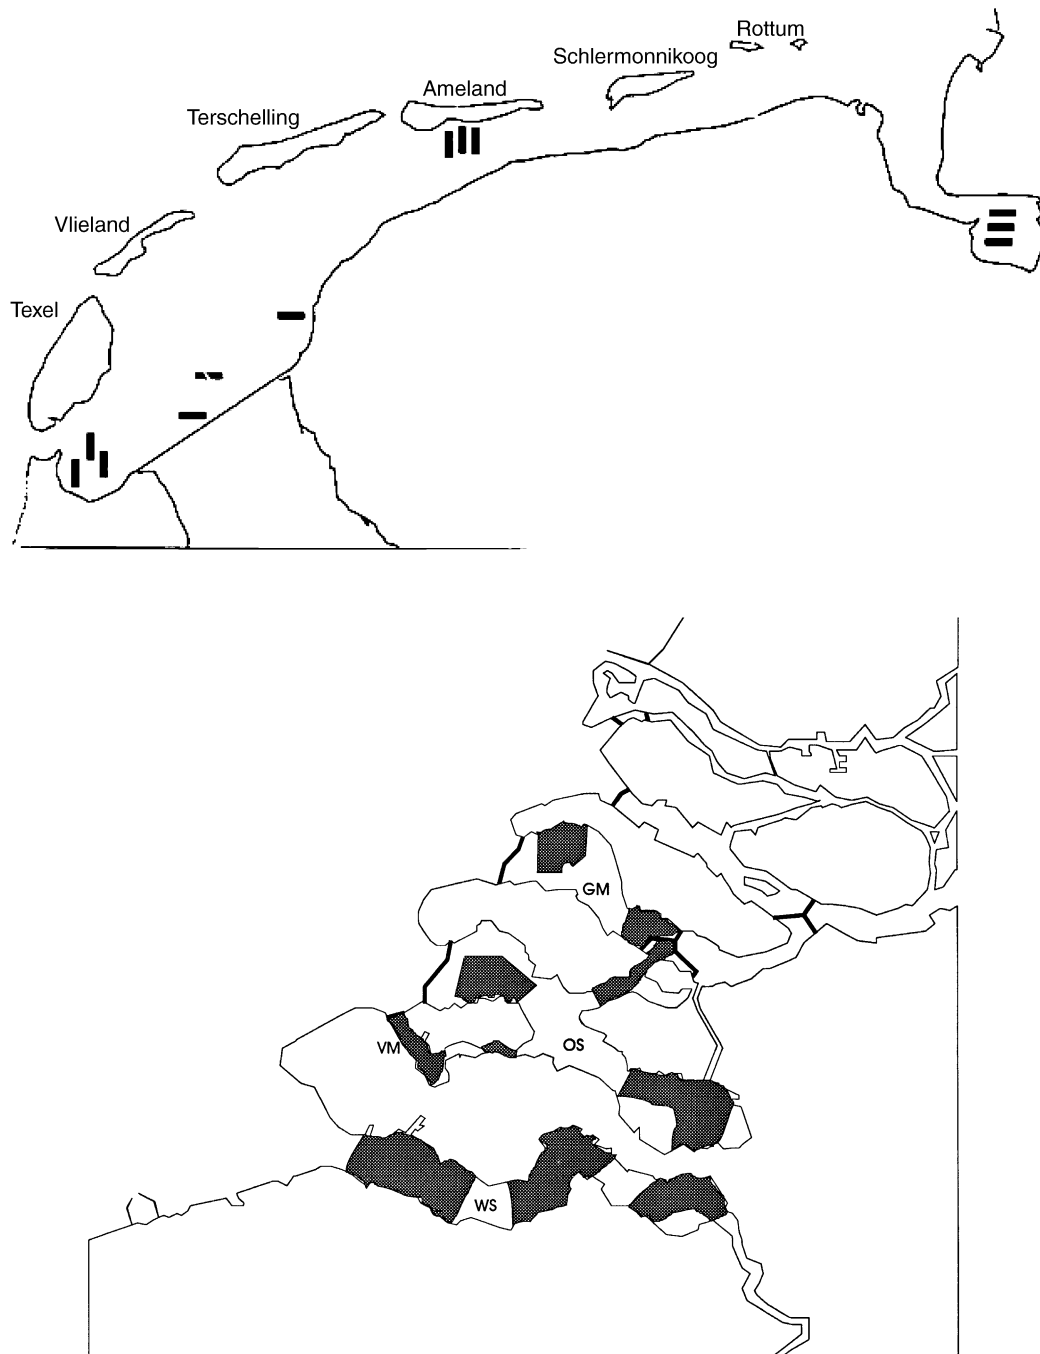 Rottum
Schlermonnikoog
Ameland
Terschelling
Vlieland
Texel
GM
OS
VM
WS